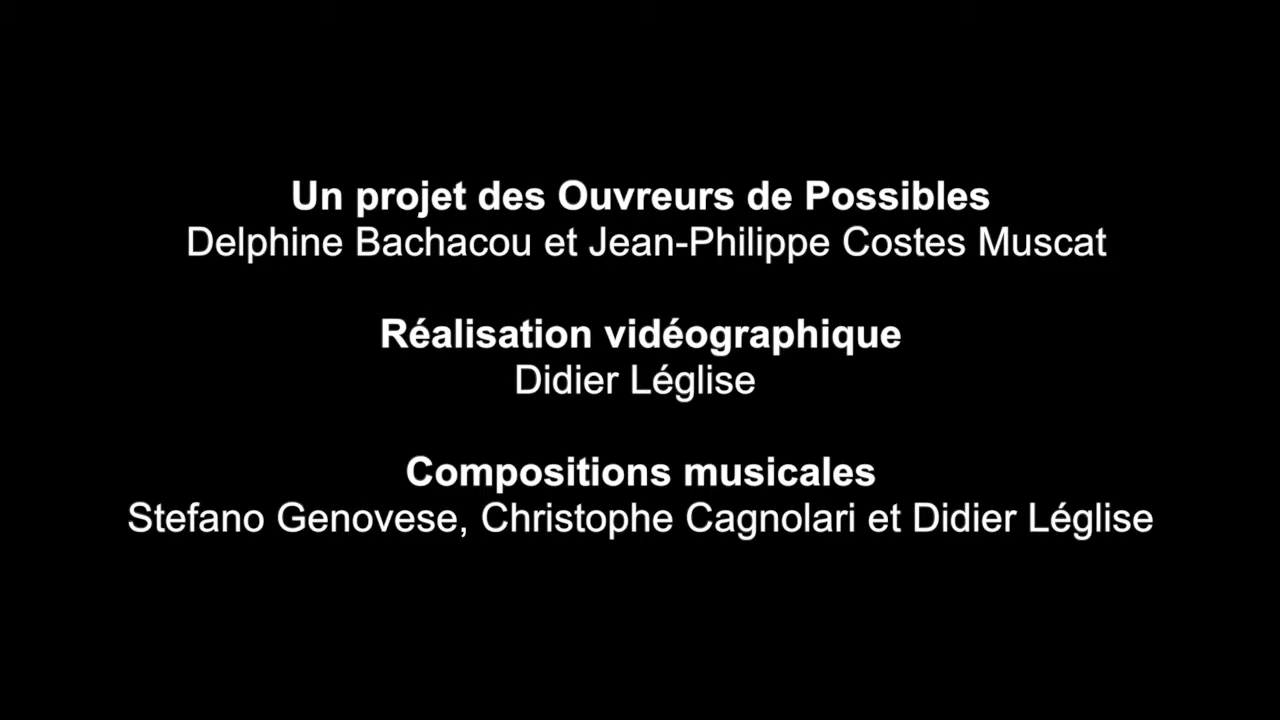 Un projet des Ouvreurs de Possibles
Delphine Bachacou et Jean-Philippe Costes Muscat
Réalisation vidéographique
Didier Léglise
Compositions musicales
Stefano Genovese, Christophe Cagnolari et Didier Léglise